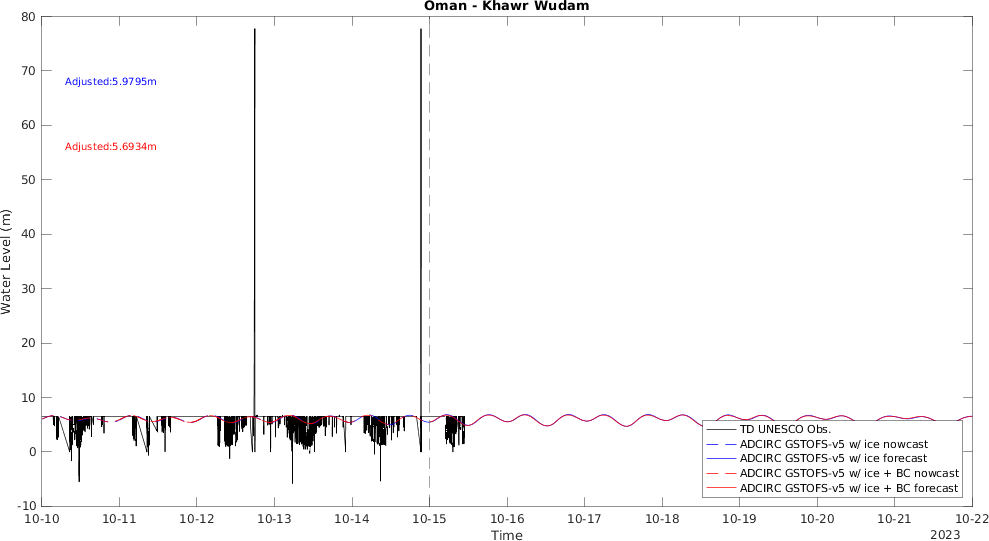 Oman - Khawr Wudam
80
70
60
50
40
30
20
10
0
-10
Water Level (m)
Adjusted:5.9795m
Adjusted:5.6934m
TD UNESCO Obs.
ADCIRC GSTOFS-v5 w/ ice nowcast
ADCIRC GSTOFS-v5 w/ ice forecast
ADCIRC GSTOFS-v5 w/ ice + BC nowcast
ADCIRC GSTOFS-v5 w/ ice + BC forecast
10-10 10-11 10-12 10-13 10-14 10-15 10-16 10-17 10-18 10-19 10-20 10-21 10-22
Time
2023